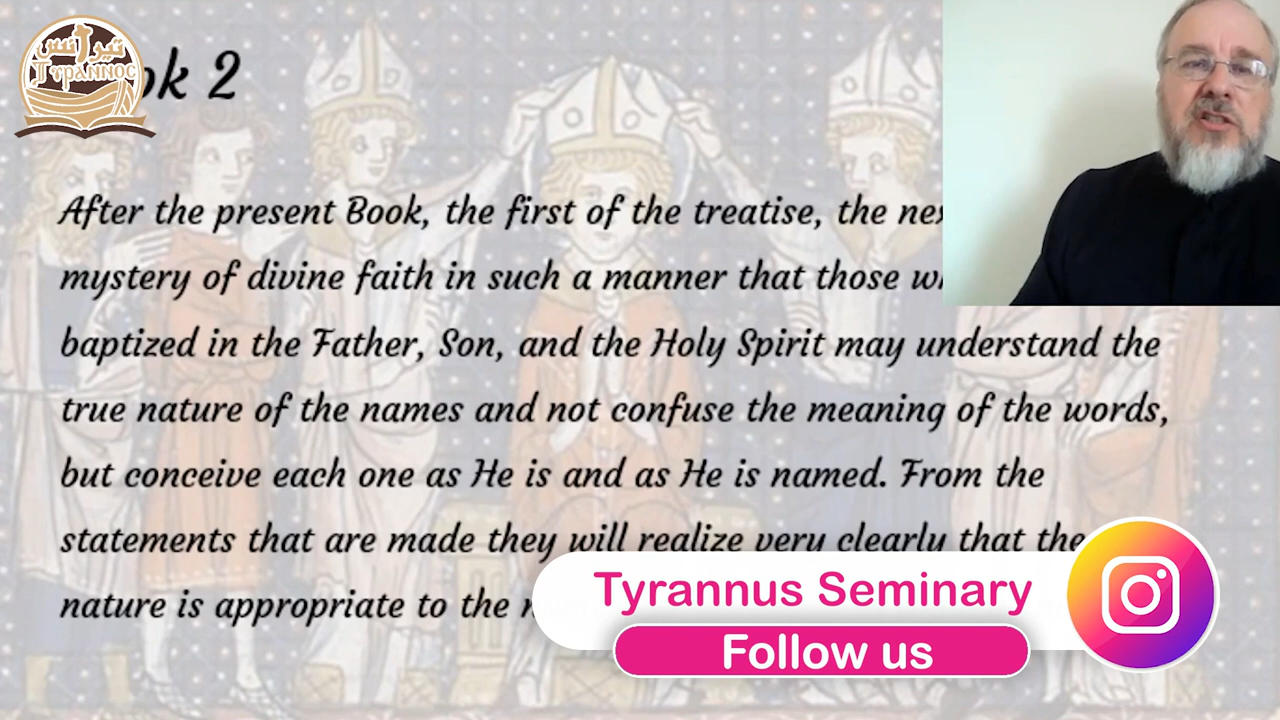 تيرانس
Τυραννος
ok 2
After the present Book, the first of the treatise, the
mystery of divine faith in such a manner that those
baptized in the Father, Son, and the Holy Spirit may understand the
true nature of the names and not confuse the meaning of the words,
but conceive each one as He is and as He is named. From the
statements that are made they will realize very clearly that the
nature is appropriate to the
Tyrannus Seminary
Follow us